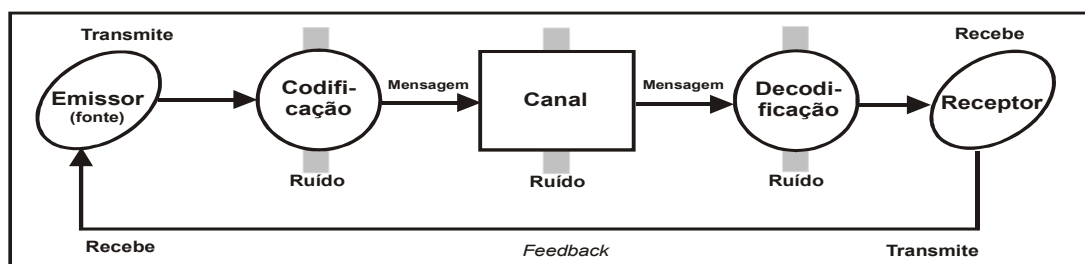 Transmite
Recebe
Emissor
(fonte)
Codifi-
cação
Mensagem
Canal
Mensagem
Decodi-
ficação
Receptor
Ruído
Ruído
Ruído
Recebe
Feedback
Transmite